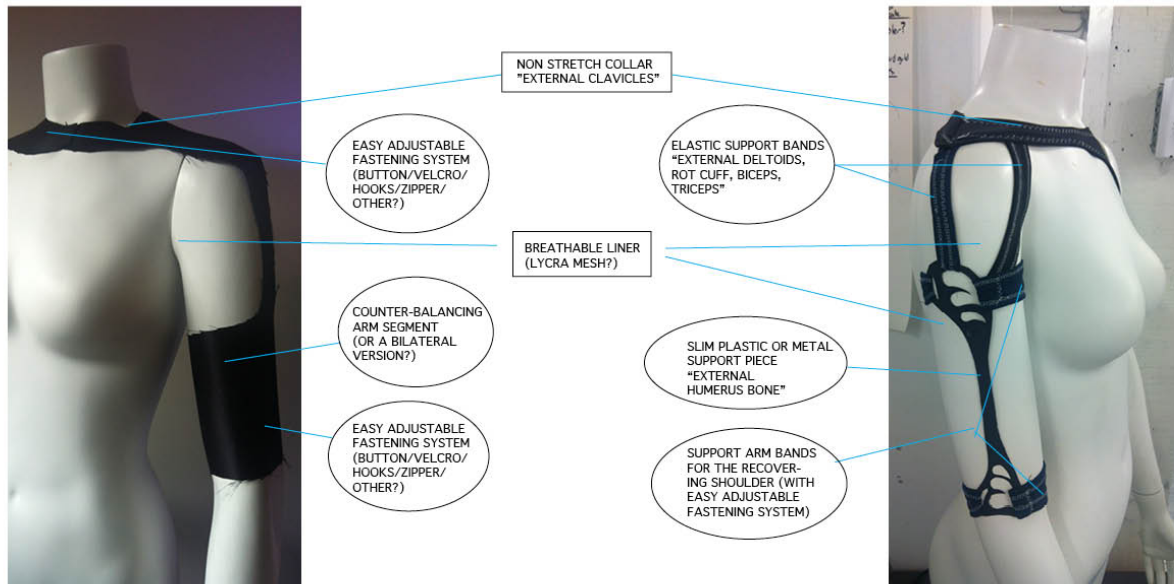 NON STRETCH COLLAR
"EXTERNAL CLAVICLES"
EASY ADJUSTABLE
FASTENING SYSTEM
(BUTTON/VELCRO/
HOOKS/ZIPPER/
OTHER?)
ELASTIC SUPPORT BANDS
"EXTERNAL DELTOIDS,
ROT CUFF, BICEPS,
TRICEPS"
BREATHABLE LINER
(LYCRA MESH?)
COUNTER-BALANCING
ARM SEGMENT
(OR A BILATERAL
VERSION?)
SLIM PLASTIC OR METAL
SUPPORT PIECE
"EXTERNAL
HUMERUS BONE"
EASY ADJUSTABLE
FASTENING SYSTEM
(BUTTON/VELCRO/
HOOKS/ZIPPER/
OTHER?)
SUPPORT ARM BANDS
FOR THE RECOVER-
ING SHOULDER (WITH
EASY ADJUSTABLE
FASTENING SYSTEM)